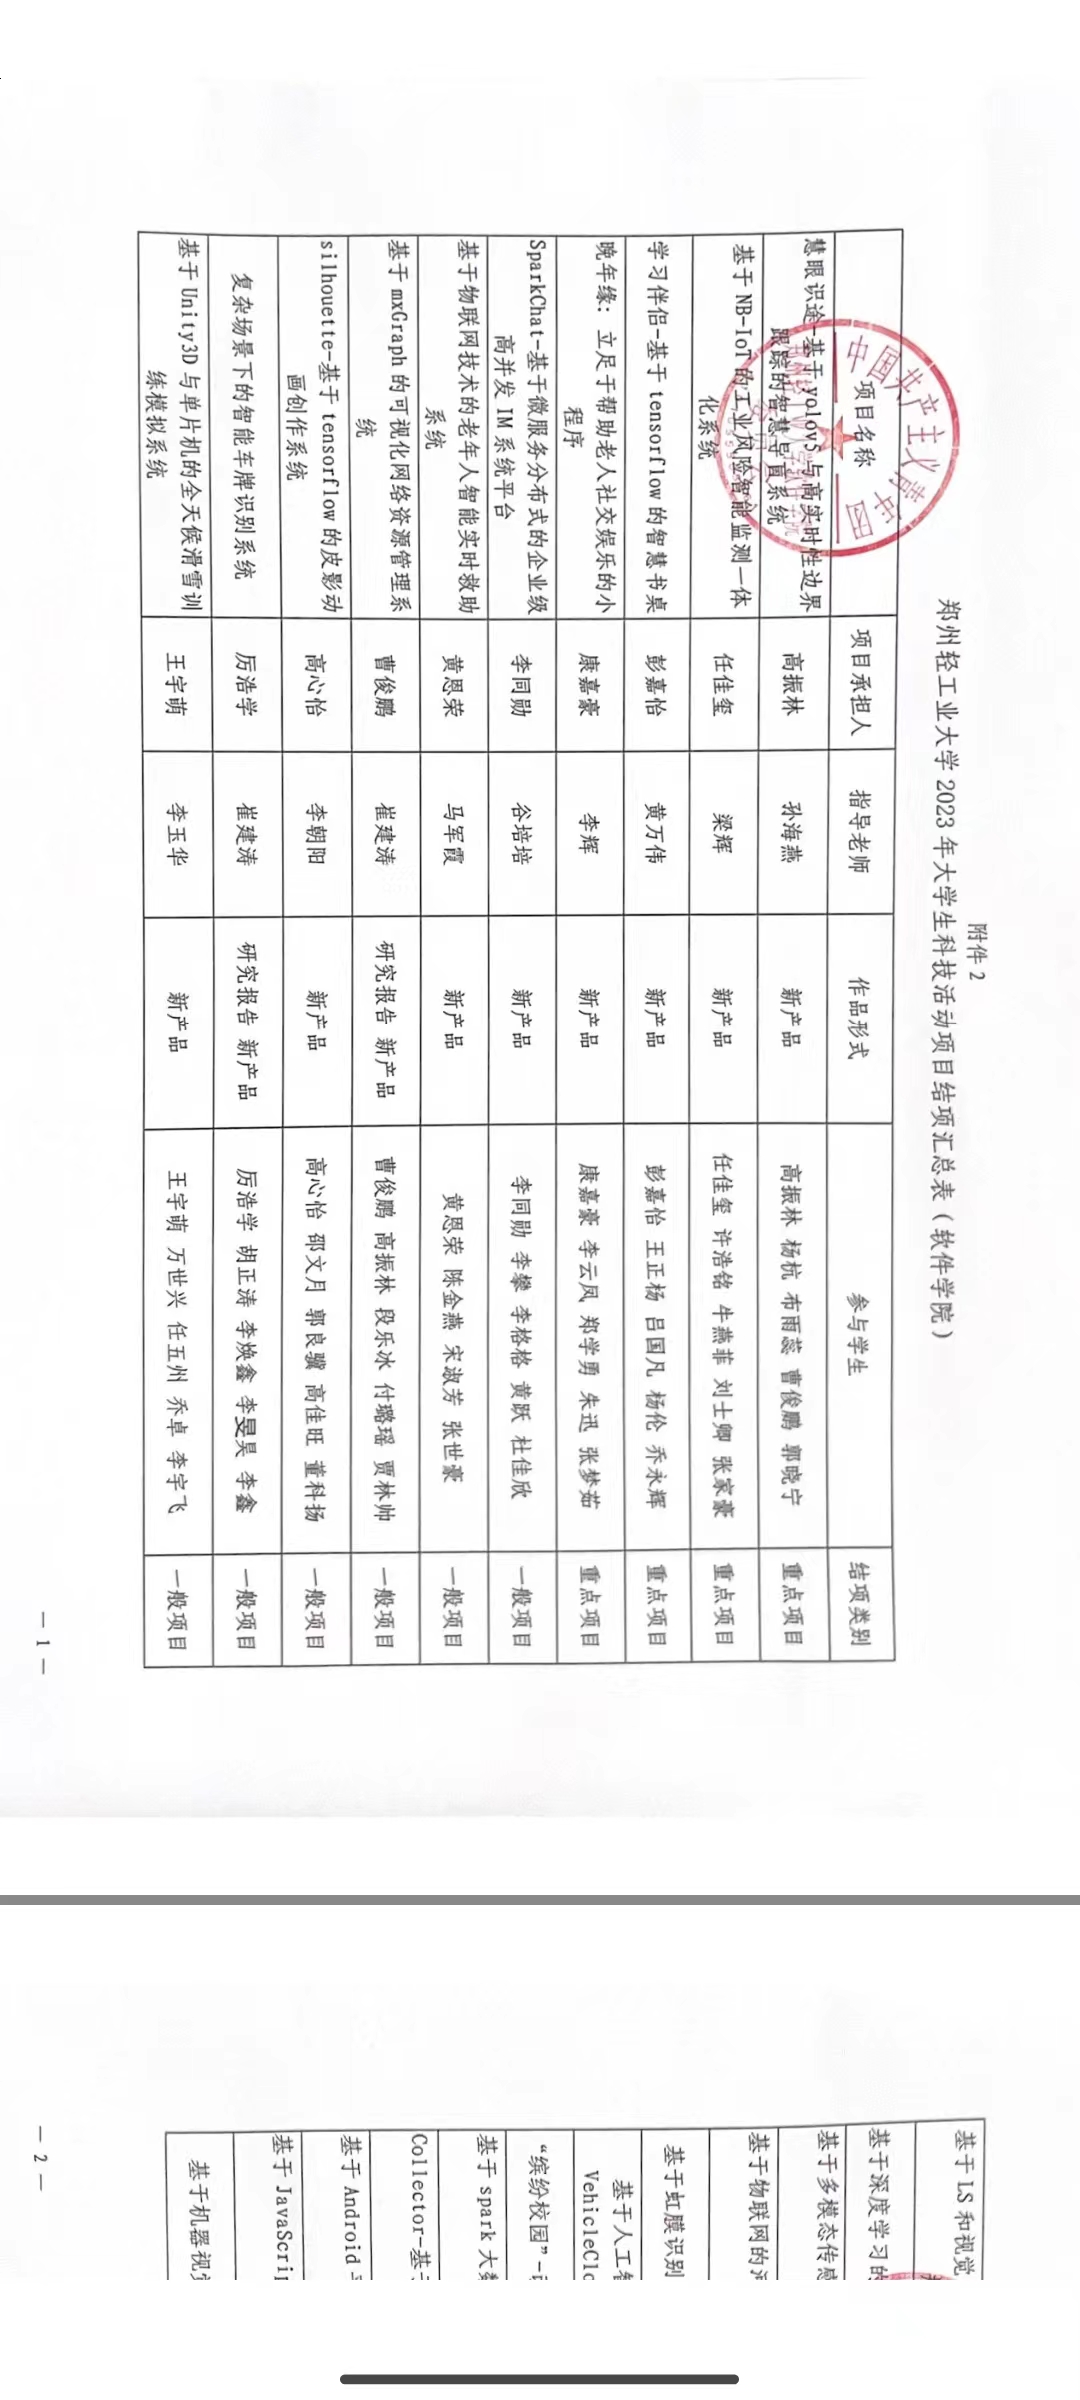 附件2
郑州轻工业大学2023年大学生科技活动项目结项汇总表（软件学院）
项目名称 项目承担人 指导老师 作品形式 参与学生 结项类别
慧眼识途-基于yolov5与高实时性边界
跟踪的智慧导盲系统 高振林 孙海燕 新产品 高振林 杨杭 布雨蕊 曹俊鹏 郭晓宁 重点项目
基于NB-IoT的工业风险智能监测一体
化系统 任佳玺 梁辉 新产品 任佳玺 许浩铭 牛燕菲 刘士卿 张家豪 重点项目
学习伴侣-基于tensorflow的智慧书桌 彭嘉怡 黄万伟 新产品 彭嘉怡 王正杨 吕国凡 杨伦 乔永辉 重点项目
晚年缘：立足于帮助老人社交娱乐的小
程序 康嘉豪 李辉 新产品 康嘉豪 李云凤 郑学勇 朱迅 张梦茹 重点项目
SparkChat-基于微服务分布式的企业级
高并发IM系统平台 李同勋 谷培培 新产品 李同勋 李攀 李格格 黄跃 杜佳欣 一般项目
基于物联网技术的老年人智能实时救助
系统 黄恩荣 马军霞 新产品 黄恩荣 陈金燕 宋淑芳 张世豪 一般项目
基于mxGraph的可视化网络资源管理系
统 曹俊鹏 崔建涛 研究报告 新产品 曹俊鹏 高振林 段乐冰 付璐瑶 贾林帅 一般项目
silhouette-基于tensorflow的皮影动
画创作系统 高心怡 李朝阳 新产品 高心怡 邵文月 郭良骥 高佳旺 董科扬 一般项目
复杂场景下的智能车牌识别系统 厉浩学 崔建涛 研究报告 新产品 厉浩学 胡正涛 李焕鑫 李旻昊 李鑫 一般项目
基于Unity3D与单片机的全天候滑雪训
练模拟系统 王宇萌 李玉华 新产品 王宇萌 万世兴 任五州 乔卓 李宇飞 一般项目
中国共产主义青年团
— 1 —
基于LS和视觉
基于深度学习的
基于多模态传感
基于物联网的
基于虹膜识别
基于人工智
VehicleClo
“缤纷校园”-
基于spark大数
Collector-基于
基于Android
基于JavaScrip
基于机器视觉
— 2 —